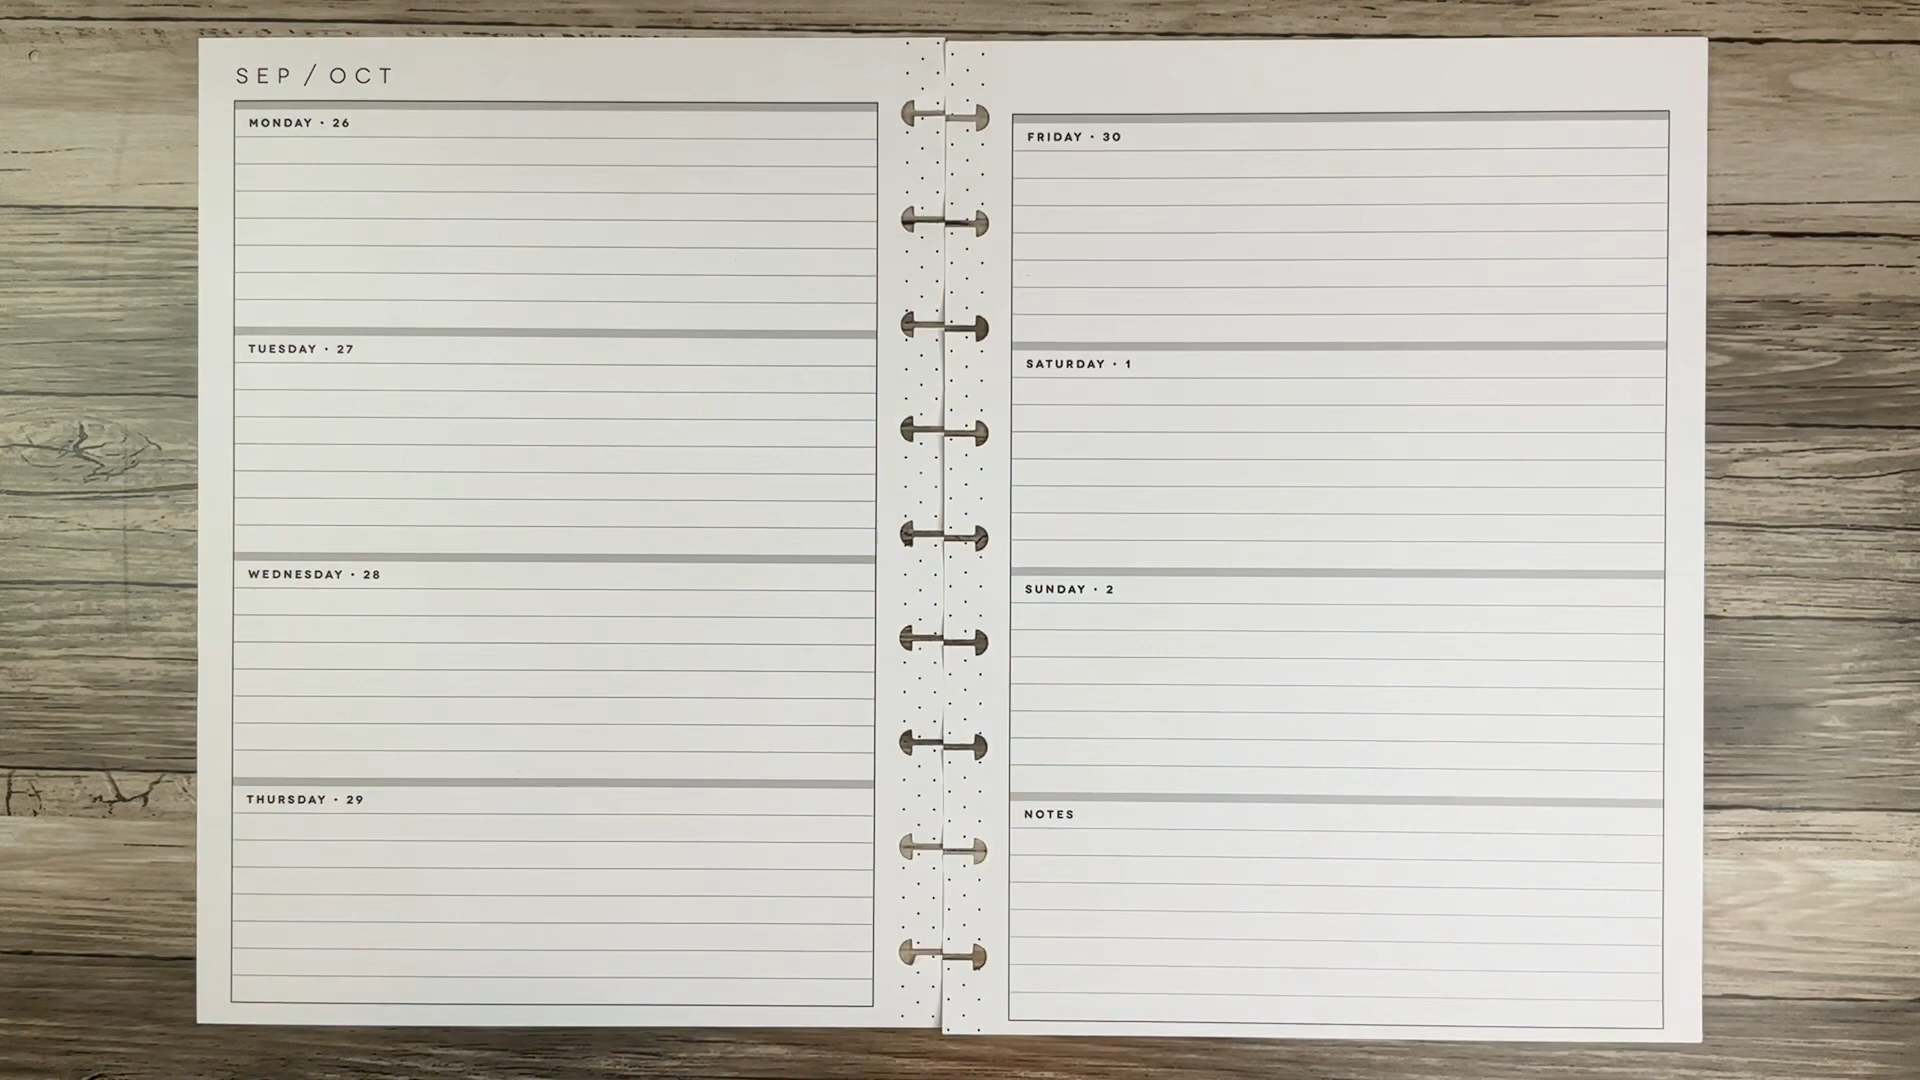 SEP / OCT
MONDAY · 26
TUESDAY · 27
WEDNESDAY · 28
THURSDAY · 29
FRIDAY · 30
SATURDAY · 1
SUNDAY · 2
NOTES